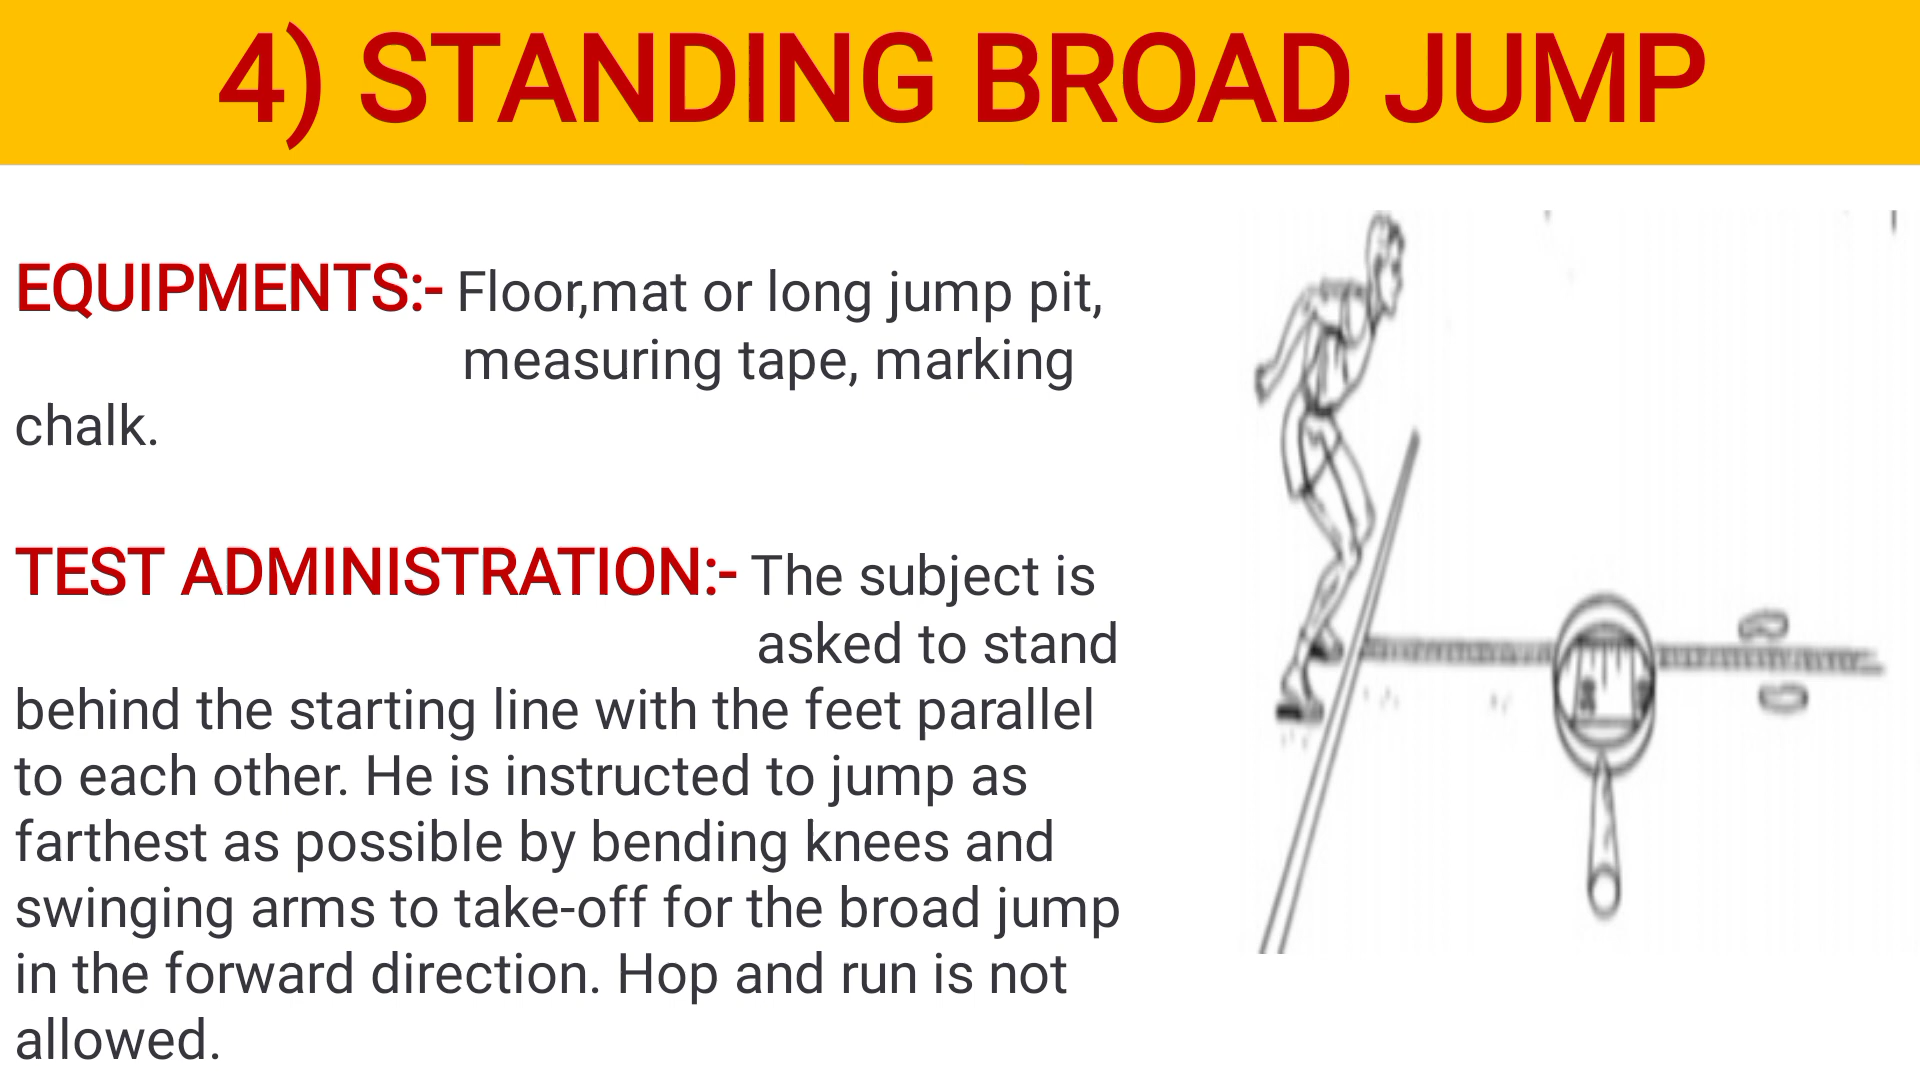 4) STANDING BROAD JUMP
EQUIPMENTS:- Floor,mat or long jump pit,
measuring tape, marking
chalk.
TEST ADMINISTRATION:- The subject is
asked to stand
behind the starting line with the feet parallel
to each other. He is instructed to jump as
farthest as possible by bending knees and
swinging arms to take-off for the broad jump
in the forward direction. Hop and run is not
allowed.